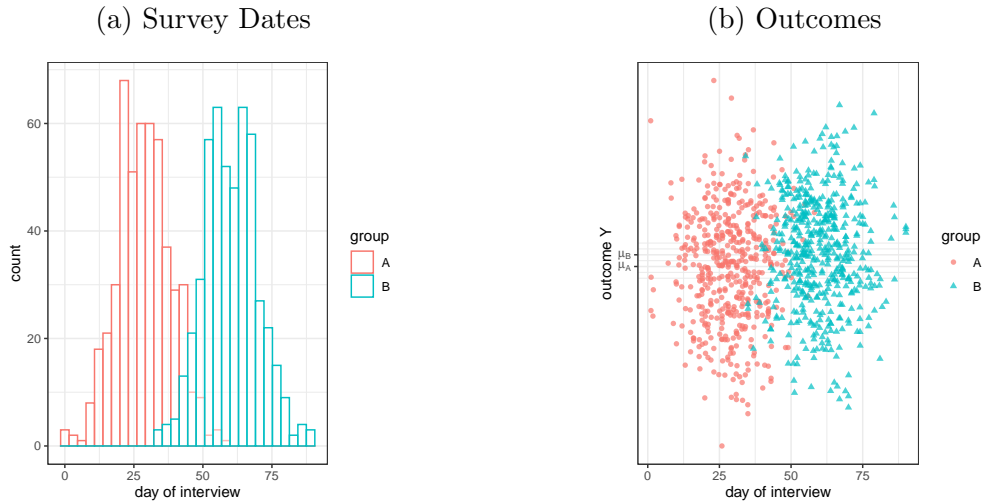 (a) Survey Dates
60
40
20
0
0 25 50 75
count
day of interview
group
A
B
(b) Outcomes
μB
μA
0 25 50 75
outcome Y
day of interview
group
A
B